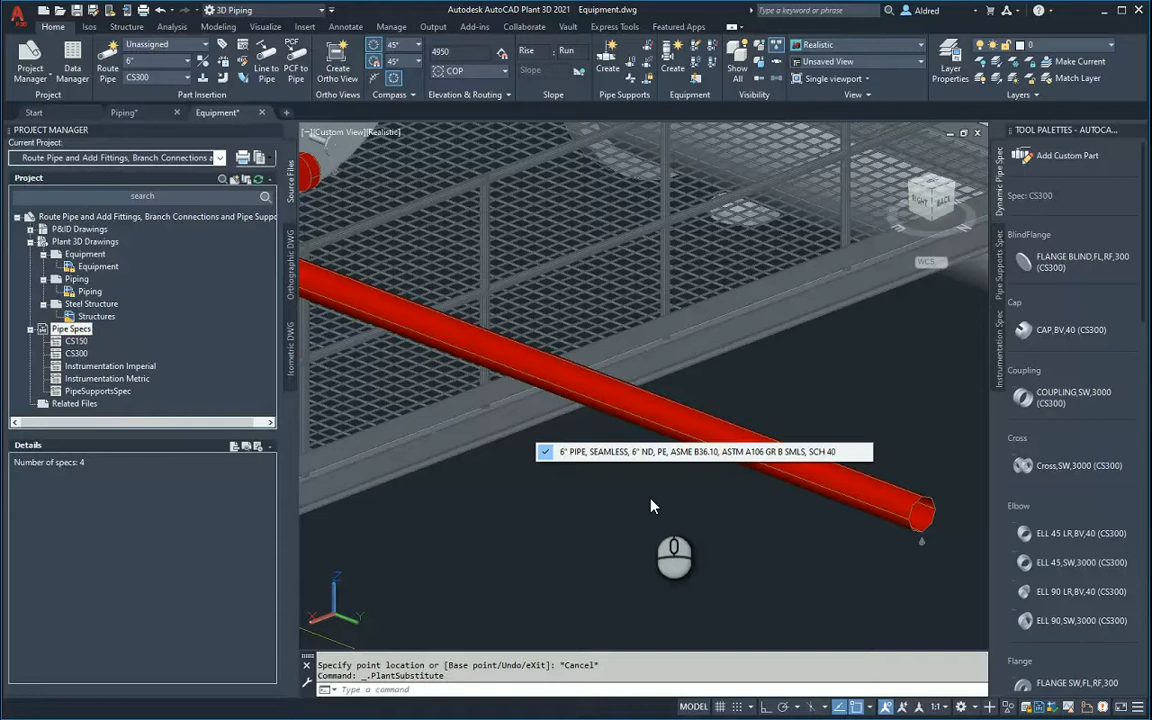 3D Piping
Autodesk AutoCAD Plant 3D 2021 Equipment.dwg
Type a keyword or phrase
Aldred
Home Isos Structure Analysis Modeling Visualize Insert Annotate Manage Output Add-ins Collaborate Vault Express Tools Featured Apps
Project Manager
Data Manager
Project
Route Pipe
Unassigned
6"
CS300
Line to Pipe
PCF to Pipe
Part Insertion
Create Ortho View
Ortho Views
45°
45°
Compass
4950
COP
Elevation & Routing
Rise Run
Slope
Slope
Create
Pipe Supports
Create
Equipment
Show All
Visibility
Realistic
Unsaved View
Single viewport
View
Layer Properties
0
Make Current
Match Layer
Layers
Start Piping* Equipment*
PROJECT MANAGER
Current Project:
Route Pipe and Add Fittings, Branch Connections a
Project
search
Route Pipe and Add Fittings, Branch Connections and Pipe Suppo
P&ID Drawings
Plant 3D Drawings
Equipment
Equipment
Piping
Piping
Steel Structure
Structures
Pipe Specs
CS150
CS300
Instrumentation Imperial
Instrumentation Metric
PipeSupportsSpec
Related Files
Details
Number of specs: 4
Source Files
Orthographic DWG
Isometric DWG
[−][Custom View][Realistic]
RIGHT BACK
E N
WCS
6" PIPE, SEAMLESS, 6" ND, PE, ASME B36.10, ASTM A106 GR B SMLS, SCH 40
Z
X Y
Specify point location or [Base point/Undo/eXit]: *Cancel*
Command: _.PlantSubstitute
Type a command
MODEL
1:1
TOOL PALETTES - AUTOCA...
Dynamic Pipe Spec
Pipe Supports Spec
Instrumentation Spec
Add Custom Part
Spec: CS300
BlindFlange
FLANGE BLIND,FL,RF,300 (CS300)
Cap
CAP,BV,40 (CS300)
Coupling
COUPLING,SW,3000 (CS300)
Cross
Cross,SW,3000 (CS300)
Elbow
ELL 45 LR,BV,40 (CS300)
ELL 45,SW,3000 (CS300)
ELL 90 LR,BV,40 (CS300)
ELL 90,SW,3000 (CS300)
Flange
FLANGE SW,FL,RF,300